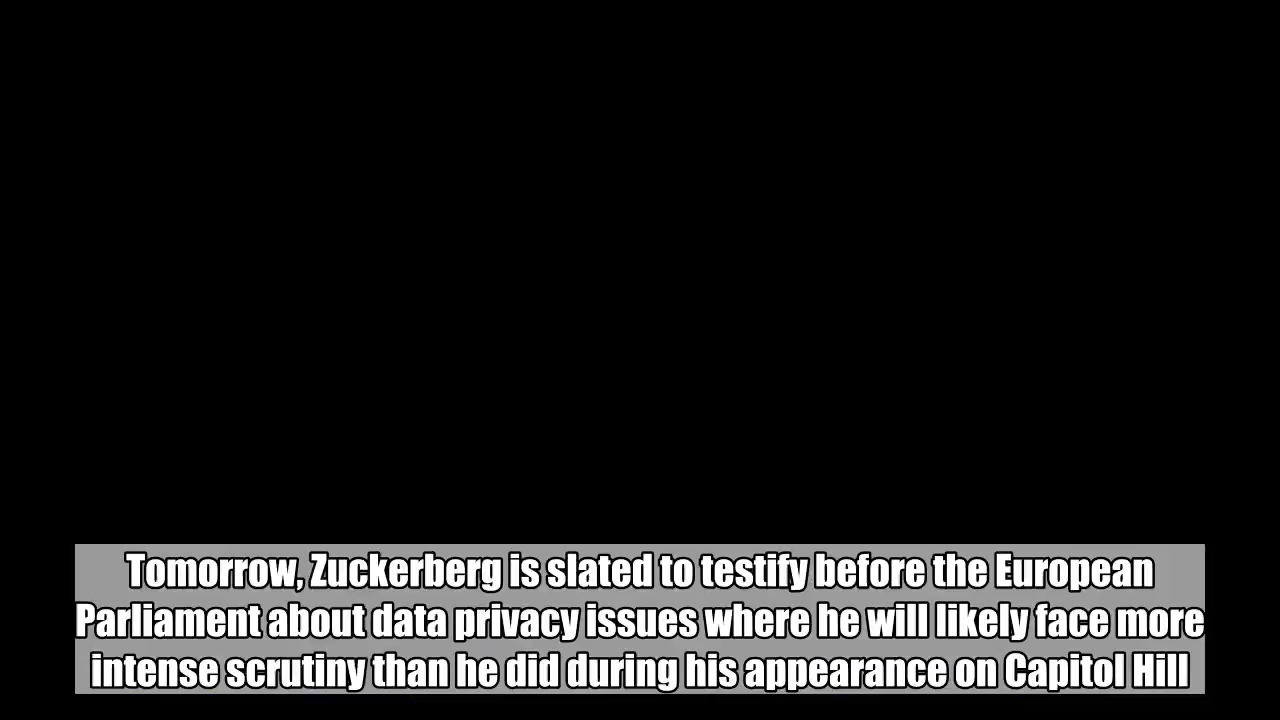 Tomorrow, Zuckerberg is slated to testify before the European
Parliament about data privacy issues where he will likely face more
intense scrutiny than he did during his appearance on Capitol Hill